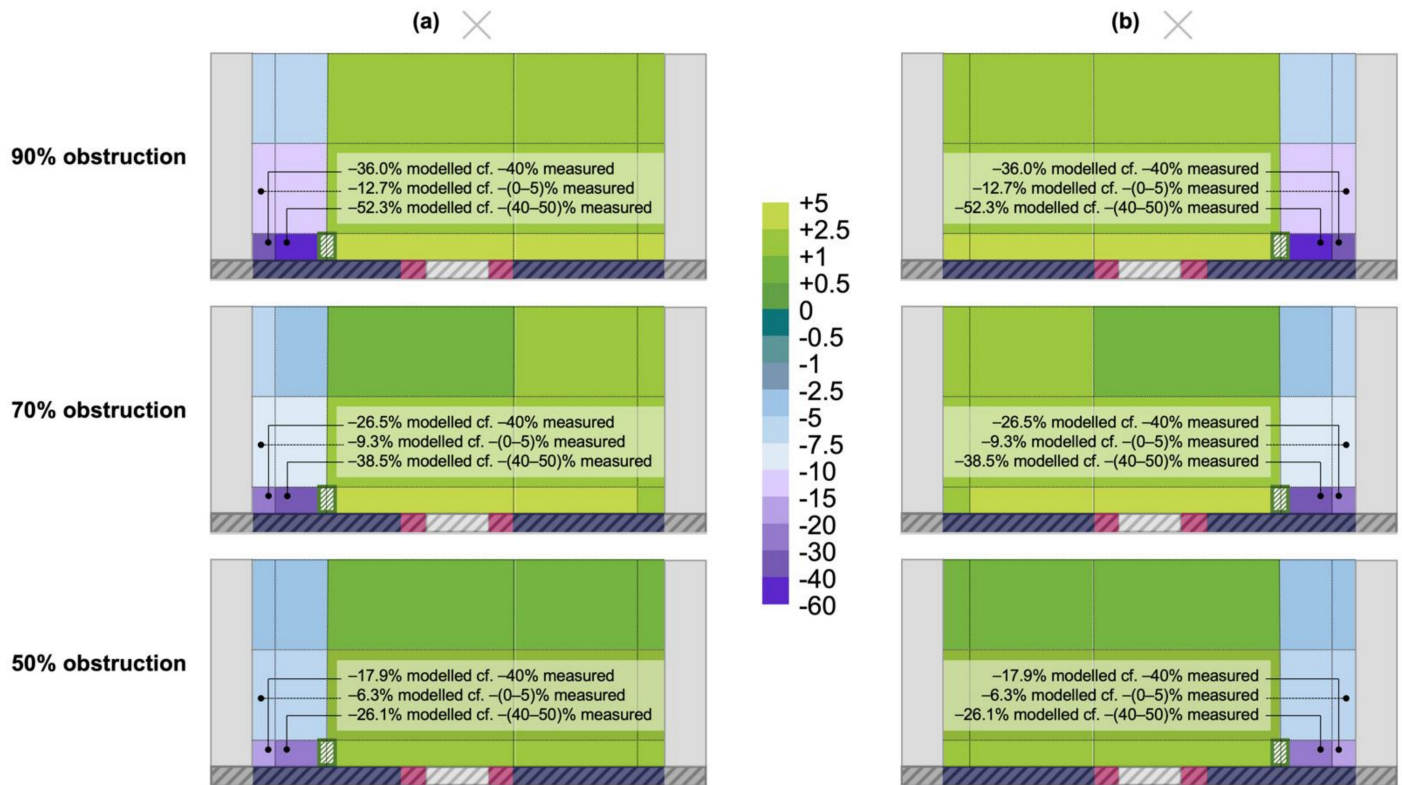 (a)
(b)
90% obstruction
–36.0% modelled cf. –40% measured
–12.7% modelled cf. –(0–5)% measured
–52.3% modelled cf. –(40–50)% measured
–36.0% modelled cf. –40% measured
–12.7% modelled cf. –(0–5)% measured
–52.3% modelled cf. –(40–50)% measured
70% obstruction
–26.5% modelled cf. –40% measured
–9.3% modelled cf. –(0–5)% measured
–38.5% modelled cf. –(40–50)% measured
–26.5% modelled cf. –40% measured
–9.3% modelled cf. –(0–5)% measured
–38.5% modelled cf. –(40–50)% measured
50% obstruction
–17.9% modelled cf. –40% measured
–6.3% modelled cf. –(0–5)% measured
–26.1% modelled cf. –(40–50)% measured
–17.9% modelled cf. –40% measured
–6.3% modelled cf. –(0–5)% measured
–26.1% modelled cf. –(40–50)% measured
+5
+2.5
+1
+0.5
0
-0.5
-1
-2.5
-5
-7.5
-10
-15
-20
-30
-40
-60